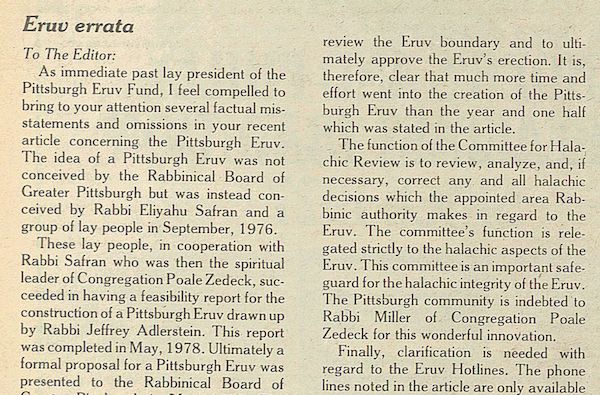 Eruv errata
To The Editor:
As immediate past lay president of the
Pittsburgh Eruv Fund, I feel compelled to
bring to your attention several factual mis-
statements and omissions in your recent
article concerning the Pittsburgh Eruv.
The idea of a Pittsburgh Eruv was not
conceived by the Rabbinical Board of
Greater Pittsburgh but was instead con-
ceived by Rabbi Eliyahu Safran and a
group of lay people in September, 1976.
These lay people, in cooperation with
Rabbi Safran who was then the spiritual
leader of Congregation Poale Zedeck, suc-
ceeded in having a feasibility report for the
construction of a Pittsburgh Eruv drawn up
by Rabbi Jeffrey Adlerstein. This report
was completed in May, 1978. Ultimately a
formal proposal for a Pittsburgh Eruv was
presented to the Rabbinical Board of
review the Eruv boundary and to ulti-
mately approve the Eruv's erection. It is,
therefore, clear that much more time and
effort went into the creation of the Pitts-
burgh Eruv than the year and one half
which was stated in the article.
The function of the Committee for Hala-
chic Review is to review, analyze, and, if
necessary, correct any and all halachic
decisions which the appointed area Rab-
binic authority makes in regard to the
Eruv. The committee's function is rele-
gated strictly to the halachic aspects of the
Eruv. This committee is an important safe-
guard for the halachic integrity of the Eruv.
The Pittsburgh community is indebted to
Rabbi Miller of Congregation Poale
Zedeck for this wonderful innovation.
Finally, clarification is needed with
regard to the Eruv Hotlines. The phone
lines noted in the article are only available